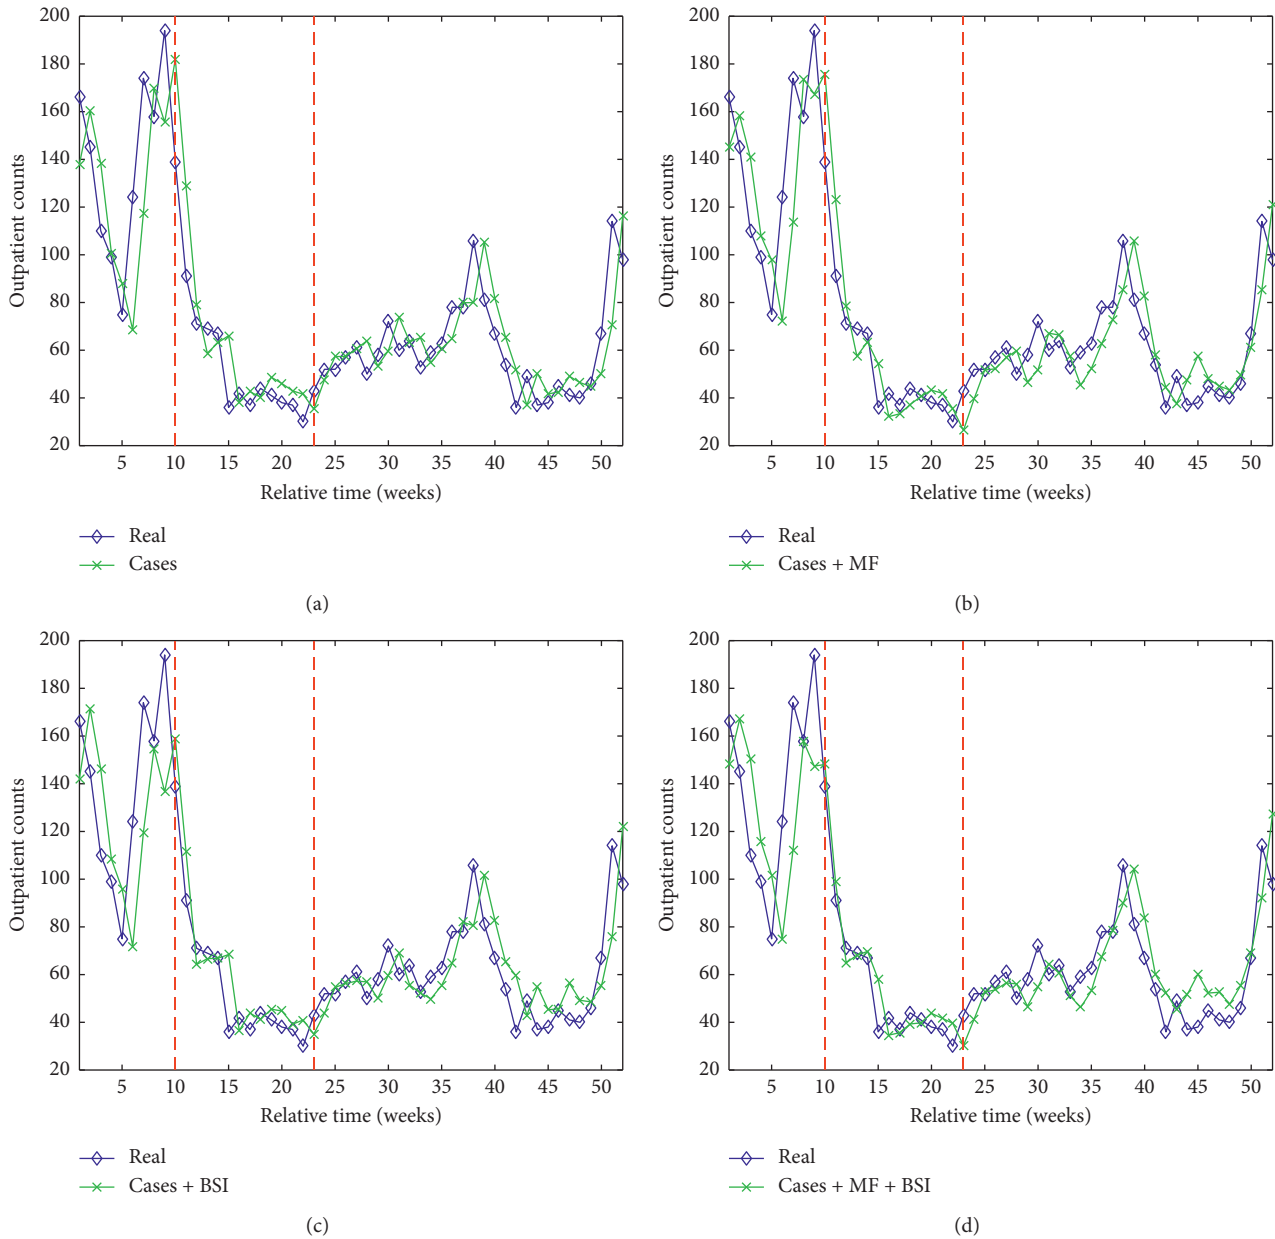 200
180
160
140
120
100
80
60
40
20
Outpatient counts
5 10 15 20 25 30 35 40 45 50
Relative time (weeks)
Real
Cases
(a)
200
180
160
140
120
100
80
60
40
20
Outpatient counts
5 10 15 20 25 30 35 40 45 50
Relative time (weeks)
Real
Cases + MF
(b)
200
180
160
140
120
100
80
60
40
20
Outpatient counts
5 10 15 20 25 30 35 40 45 50
Relative time (weeks)
Real
Cases + BSI
(c)
200
180
160
140
120
100
80
60
40
20
Outpatient counts
5 10 15 20 25 30 35 40 45 50
Relative time (weeks)
Real
Cases + MF + BSI
(d)